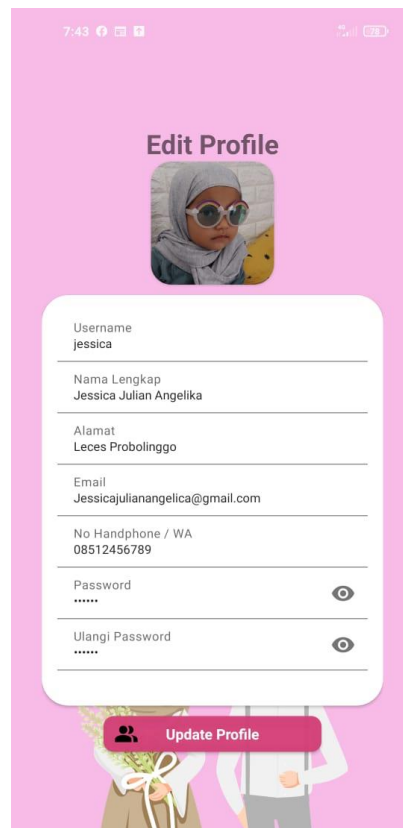 7:43
28
Edit Profile
Username
jessica
Nama Lengkap
Jessica Julian Angelika
Alamat
Leces Probolinggo
Email
Jessicajulianangelica@gmail.com
No Handphone / WA
08512456789
Password
••••••
Ulangi Password
••••••
Update Profile